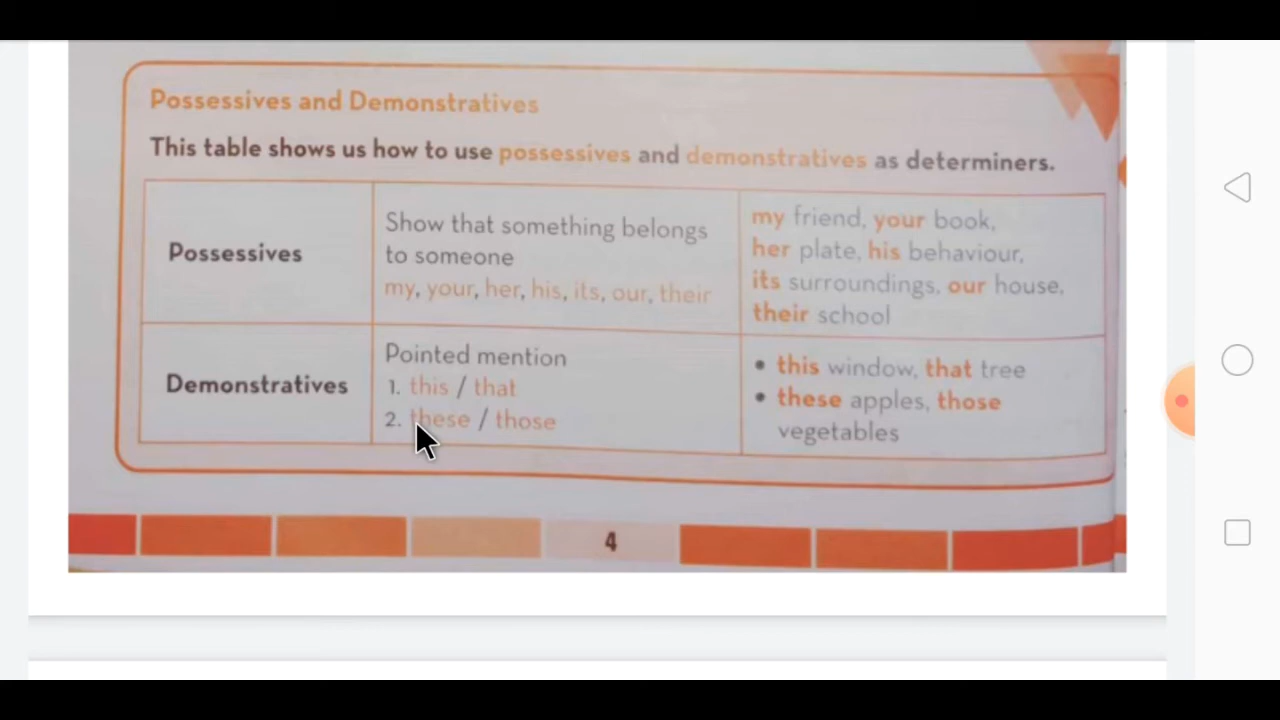 Possessives and Demonstratives
This table shows us how to use possessives and demonstratives as determiners.
Possessives
Show that something belongs
to someone
my, your, her, his, its, our, their
my friend, your book,
her plate, his behaviour,
its surroundings, our house,
their school
Demonstratives
Pointed mention
1. this / that
2. these / those
• this window, that tree
• these apples, those
vegetables
4